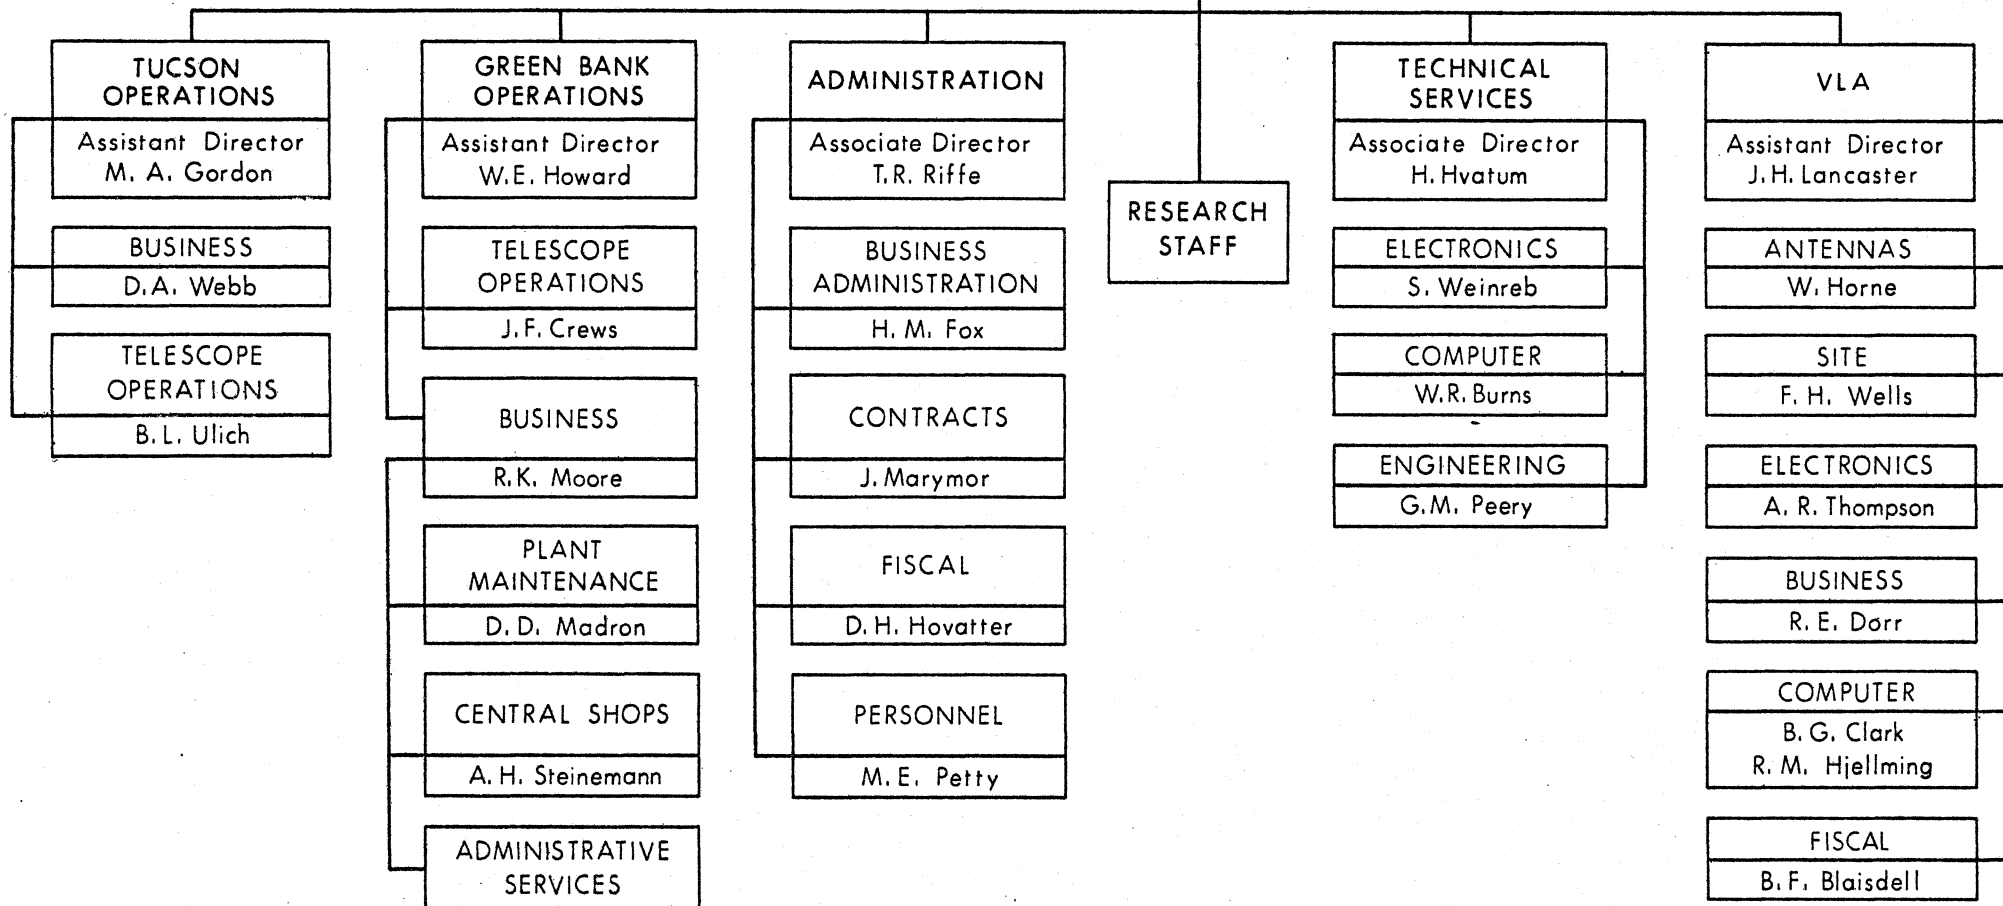 TUCSON
OPERATIONS
Assistant Director
M. A. Gordon
BUSINESS
D.A. Webb
TELESCOPE
OPERATIONS
B.L. Ulich
GREEN BANK
OPERATIONS
Assistant Director
W.E. Howard
TELESCOPE
OPERATIONS
J.F. Crews
BUSINESS
R.K. Moore
PLANT
MAINTENANCE
D. D. Madron
CENTRAL SHOPS
A. H. Steinemann
ADMINISTRATIVE
SERVICES
ADMINISTRATION
Associate Director
T.R. Riffe
BUSINESS
ADMINISTRATION
H. M. Fox
CONTRACTS
J. Marymor
FISCAL
D. H. Hovatter
PERSONNEL
M. E. Petty
RESEARCH
STAFF
TECHNICAL
SERVICES
Associate Director
H. Hvatum
ELECTRONICS
S. Weinreb
COMPUTER
W.R. Burns
ENGINEERING
G.M. Peery
VLA
Assistant Director
J.H. Lancaster
ANTENNAS
W. Horne
SITE
F. H. Wells
ELECTRONICS
A. R. Thompson
BUSINESS
R. E. Dorr
COMPUTER
B. G. Clark
R. M. Hjellming
FISCAL
B. F. Blaisdell